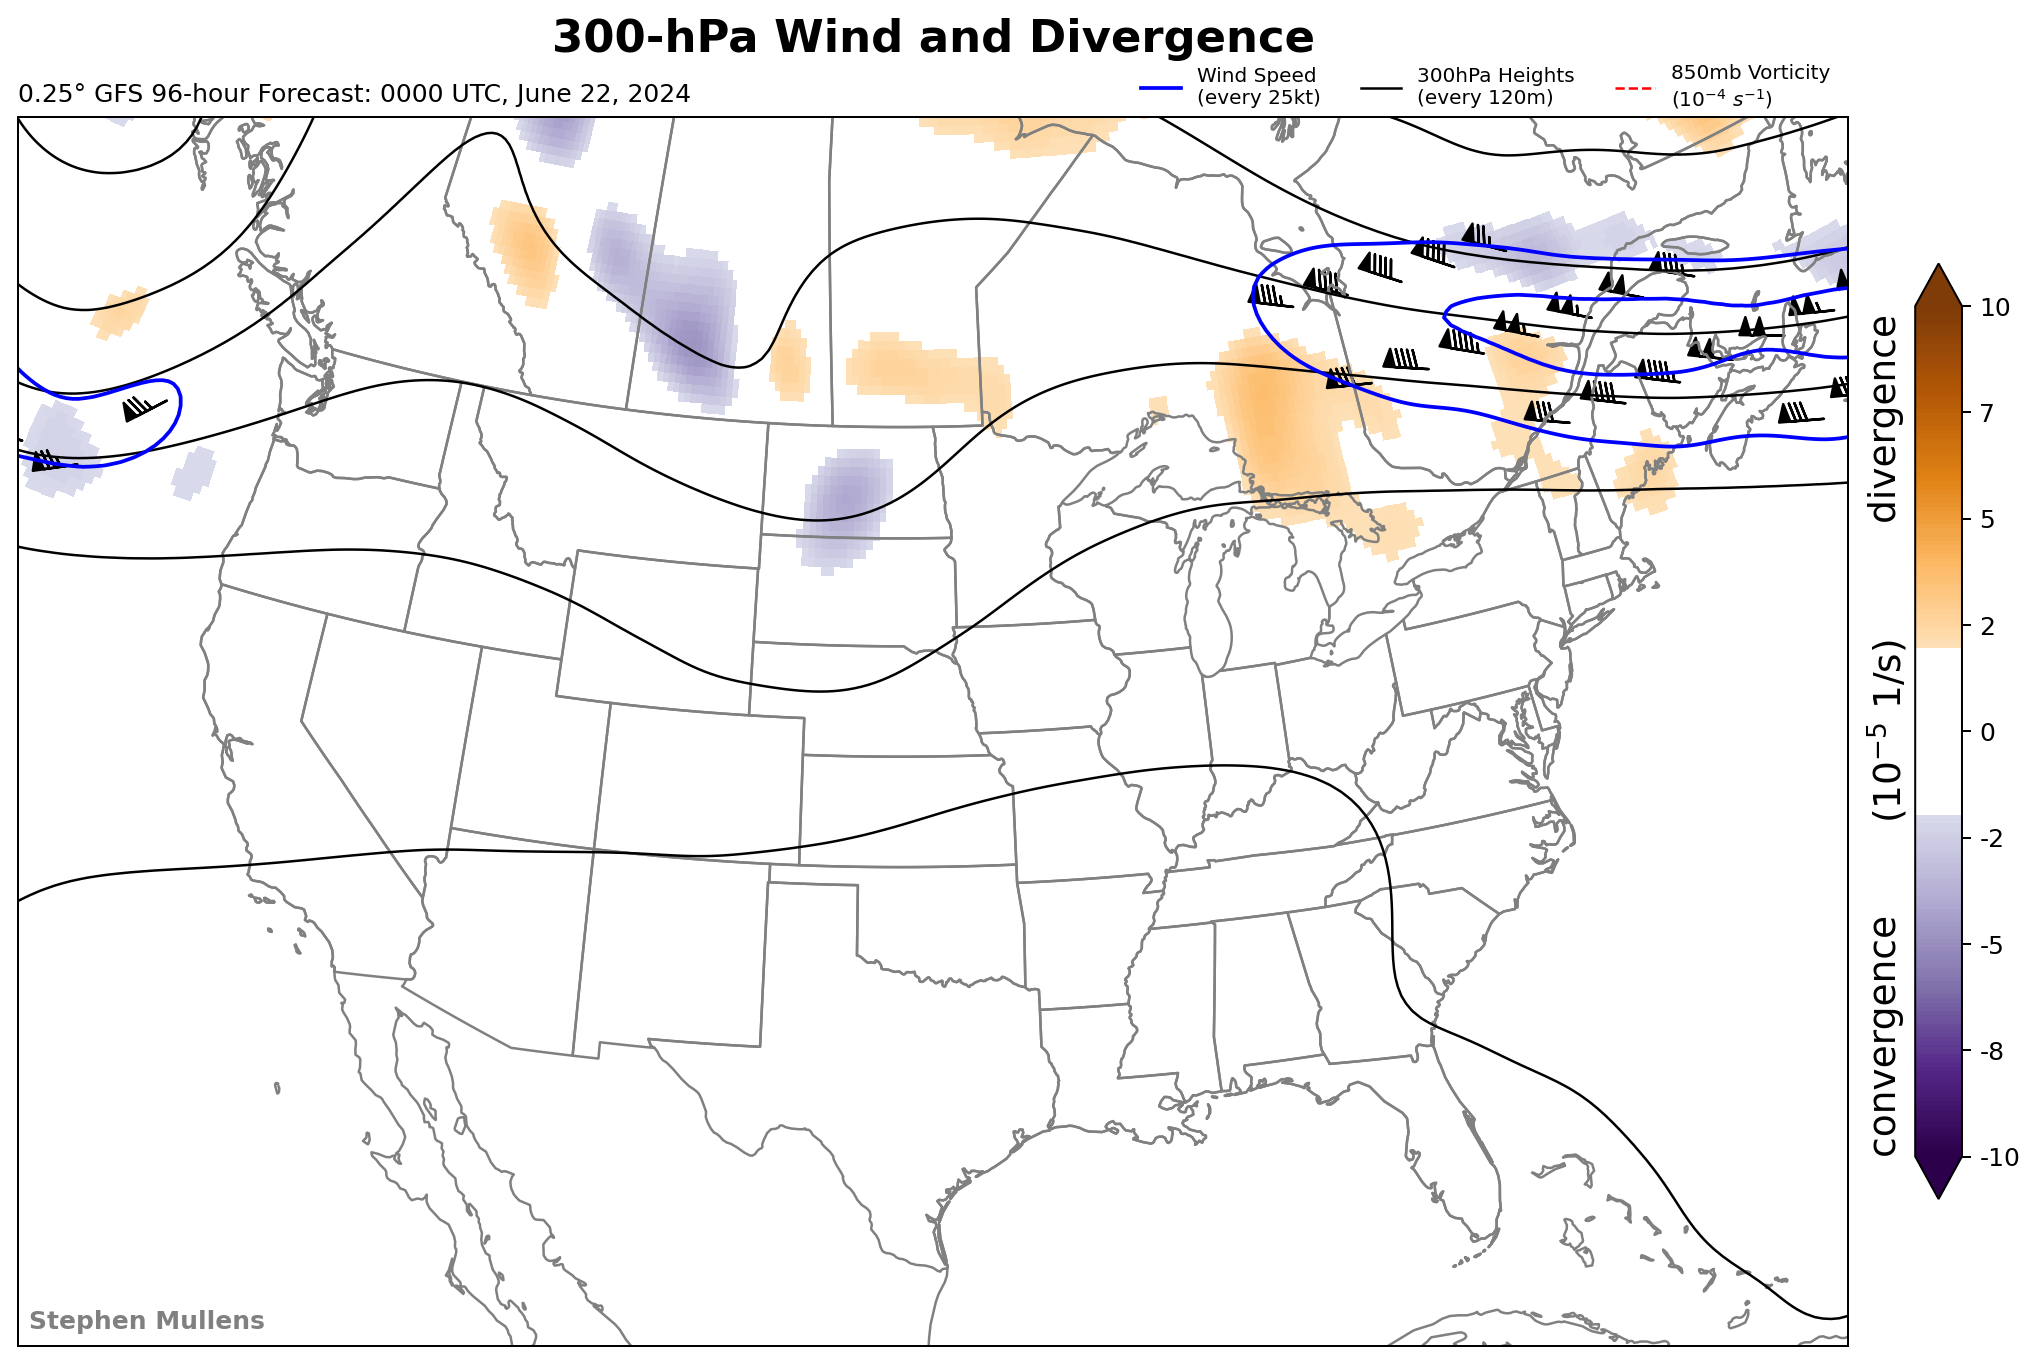 300-hPa Wind and Divergence
0.25° GFS 96-hour Forecast: 0000 UTC, June 22, 2024
Wind Speed
(every 25kt)
300hPa Heights
(every 120m)
850mb Vorticity
(10⁻⁴ s⁻¹)
10
7
5
2
0
-2
-5
-8
-10
convergence (10⁻⁵ 1/s) divergence
Stephen Mullens